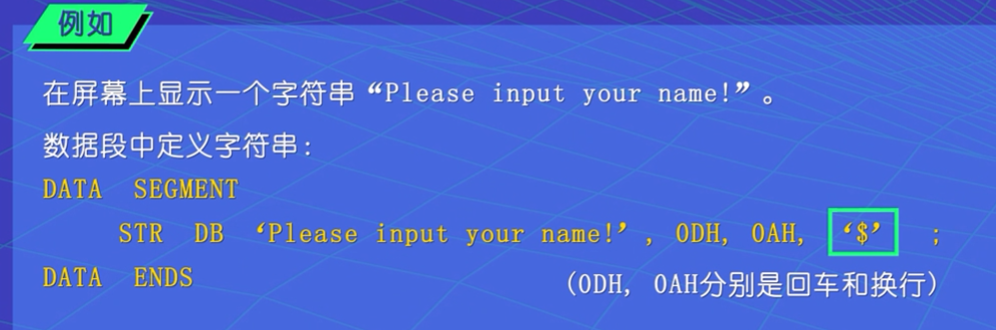 例如
在屏幕上显示一个字符串“Please input your name!”。
数据段中定义字符串:
DATA SEGMENT
STR DB ‘Please input your name!’, 0DH, 0AH, ‘$’ ;
DATA ENDS
(0DH, 0AH分别是回车和换行)